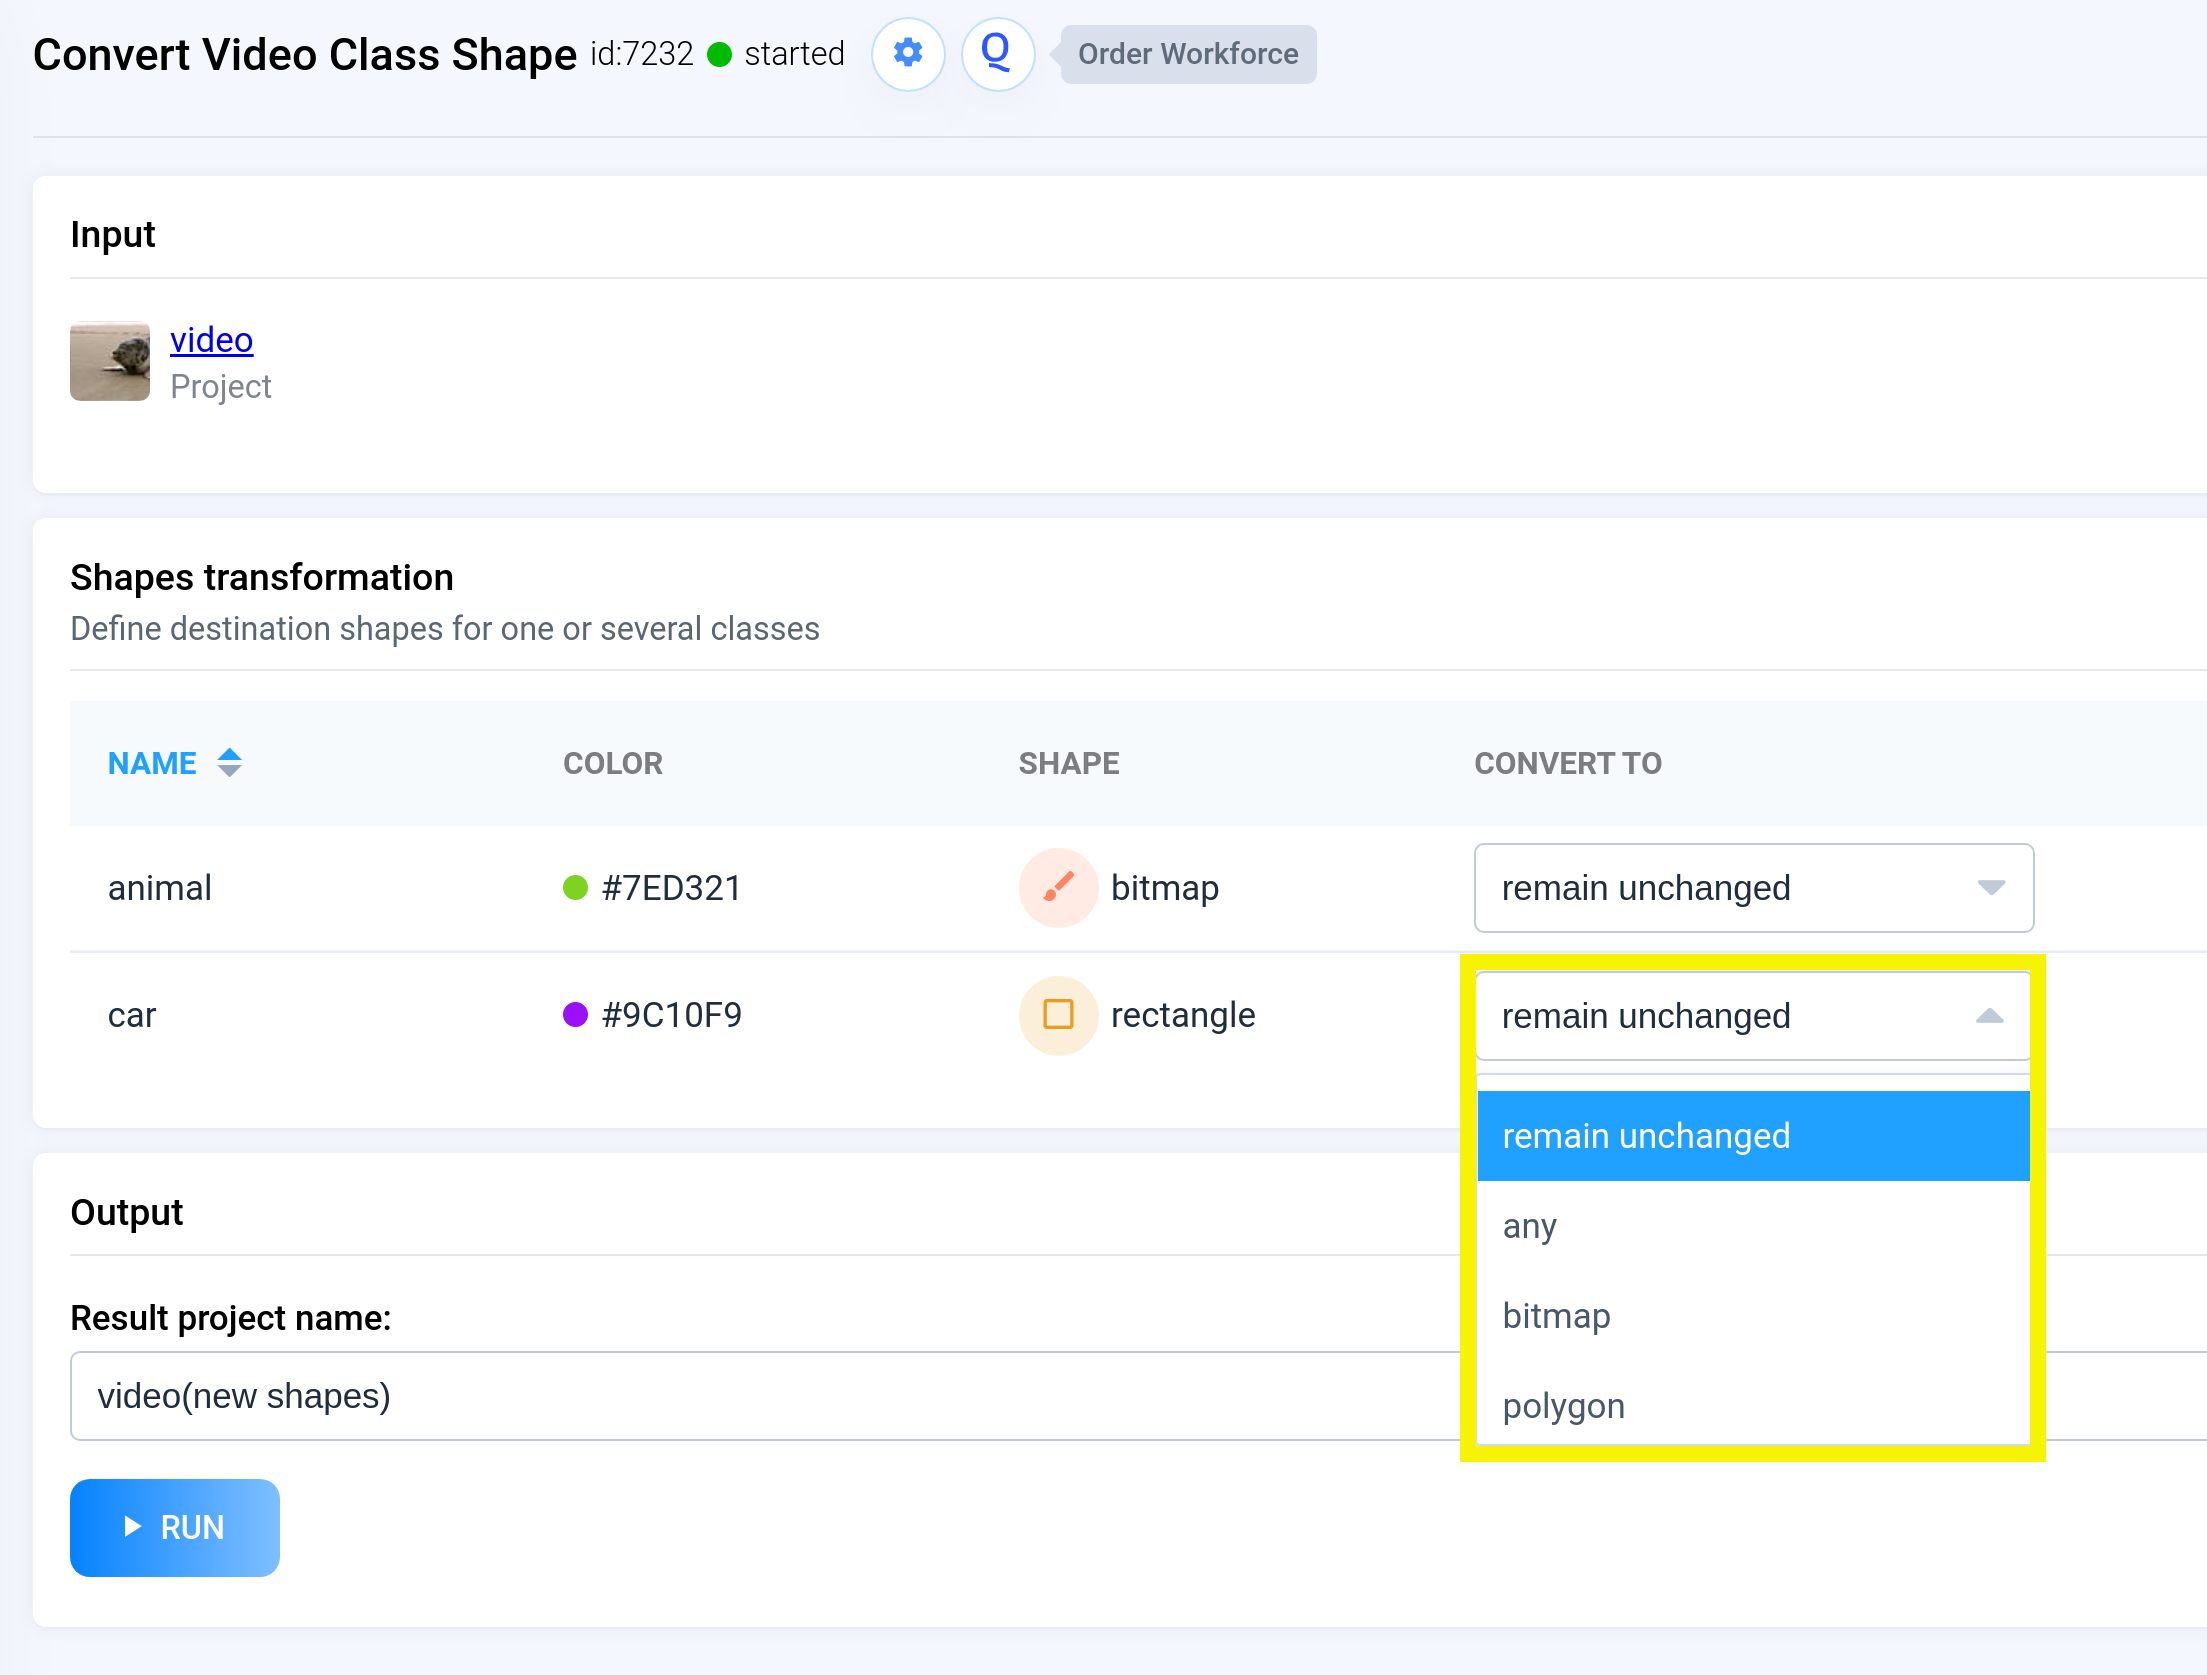 Convert Video Class Shape id:7232 started Q Order Workforce
Input
video
Project
Shapes transformation
Define destination shapes for one or several classes
NAME COLOR SHAPE CONVERT TO
animal #7ED321 bitmap remain unchanged
car #9C10F9 rectangle remain unchanged
remain unchanged
any
bitmap
polygon
Output
Result project name:
video(new shapes)
RUN